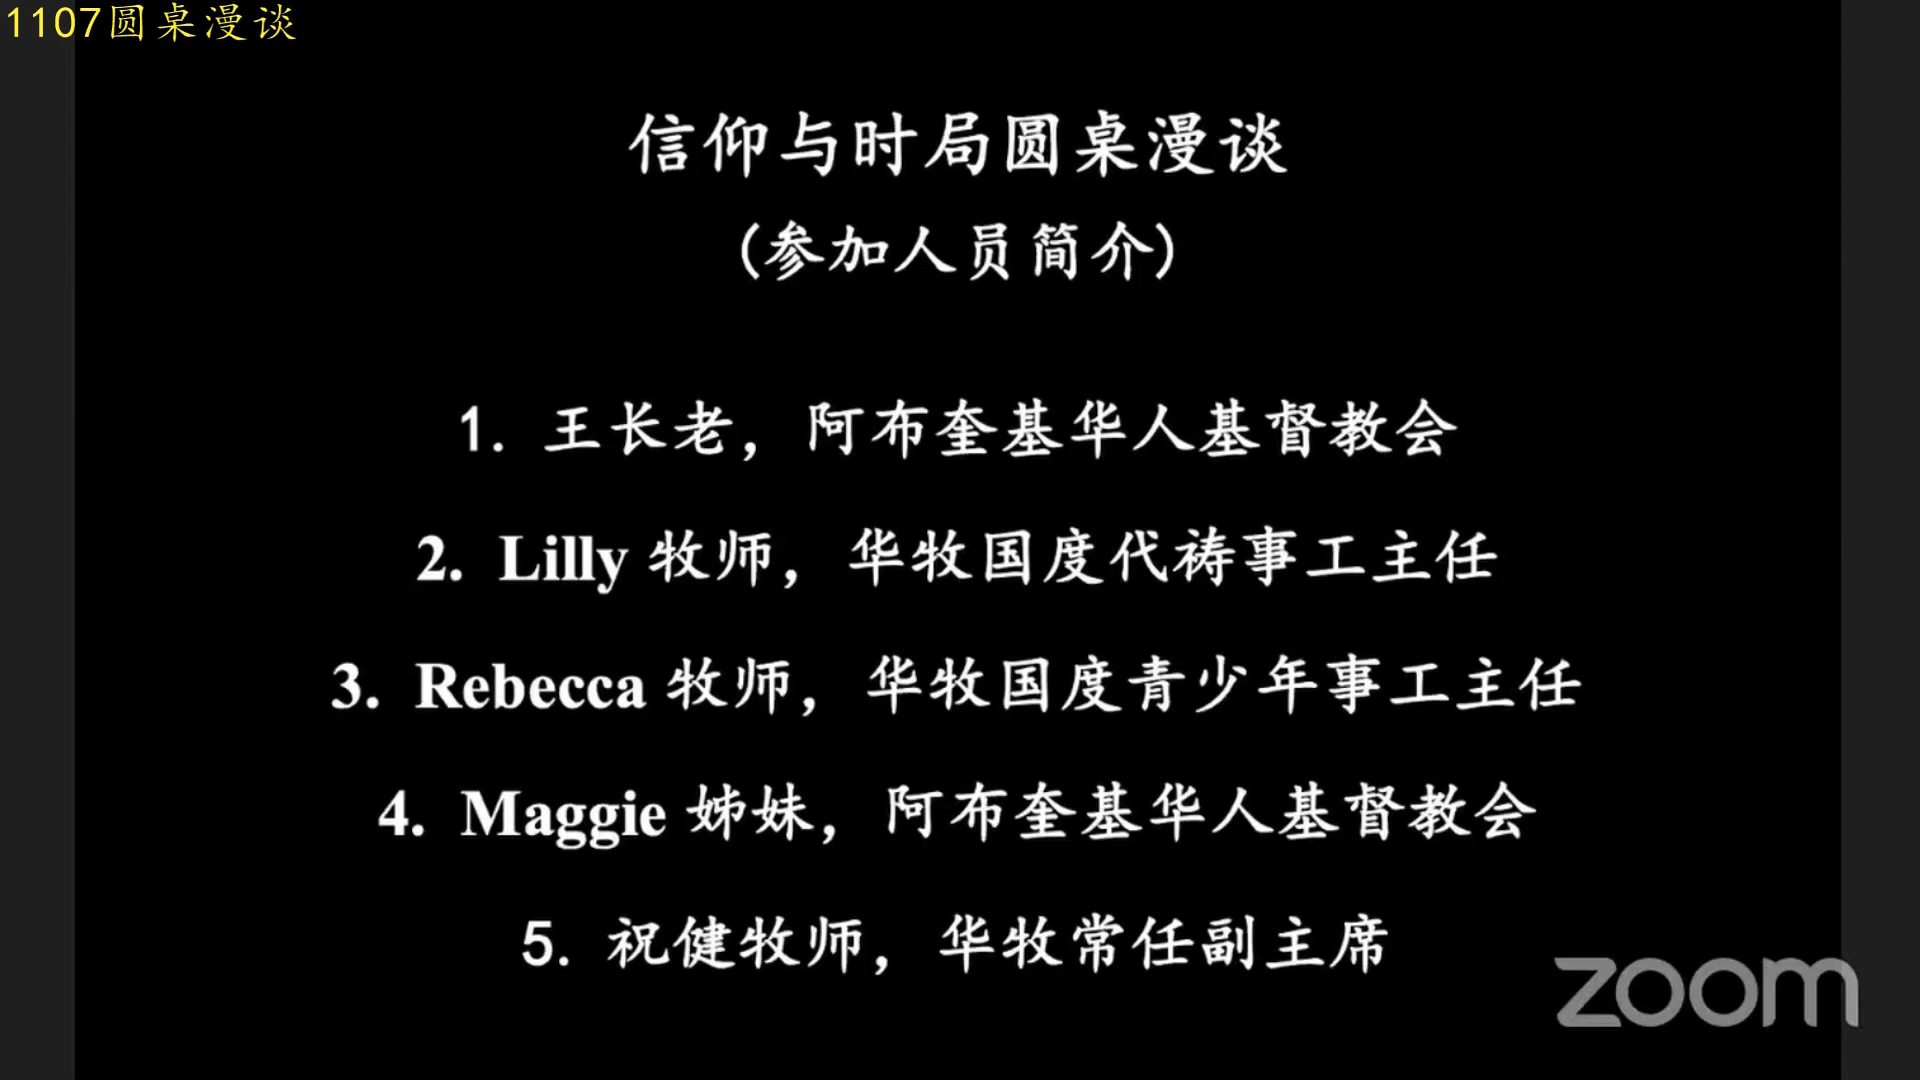 1107圆桌漫谈
信仰与时局圆桌漫谈
(参加人员简介)
1. 王长老，阿布奎基华人基督教会
2. Lilly 牧师，华牧国度代祷事工主任
3. Rebecca 牧师，华牧国度青少年事工主任
4. Maggie 姊妹，阿布奎基华人基督教会
5. 祝健牧师，华牧常任副主席
zoom